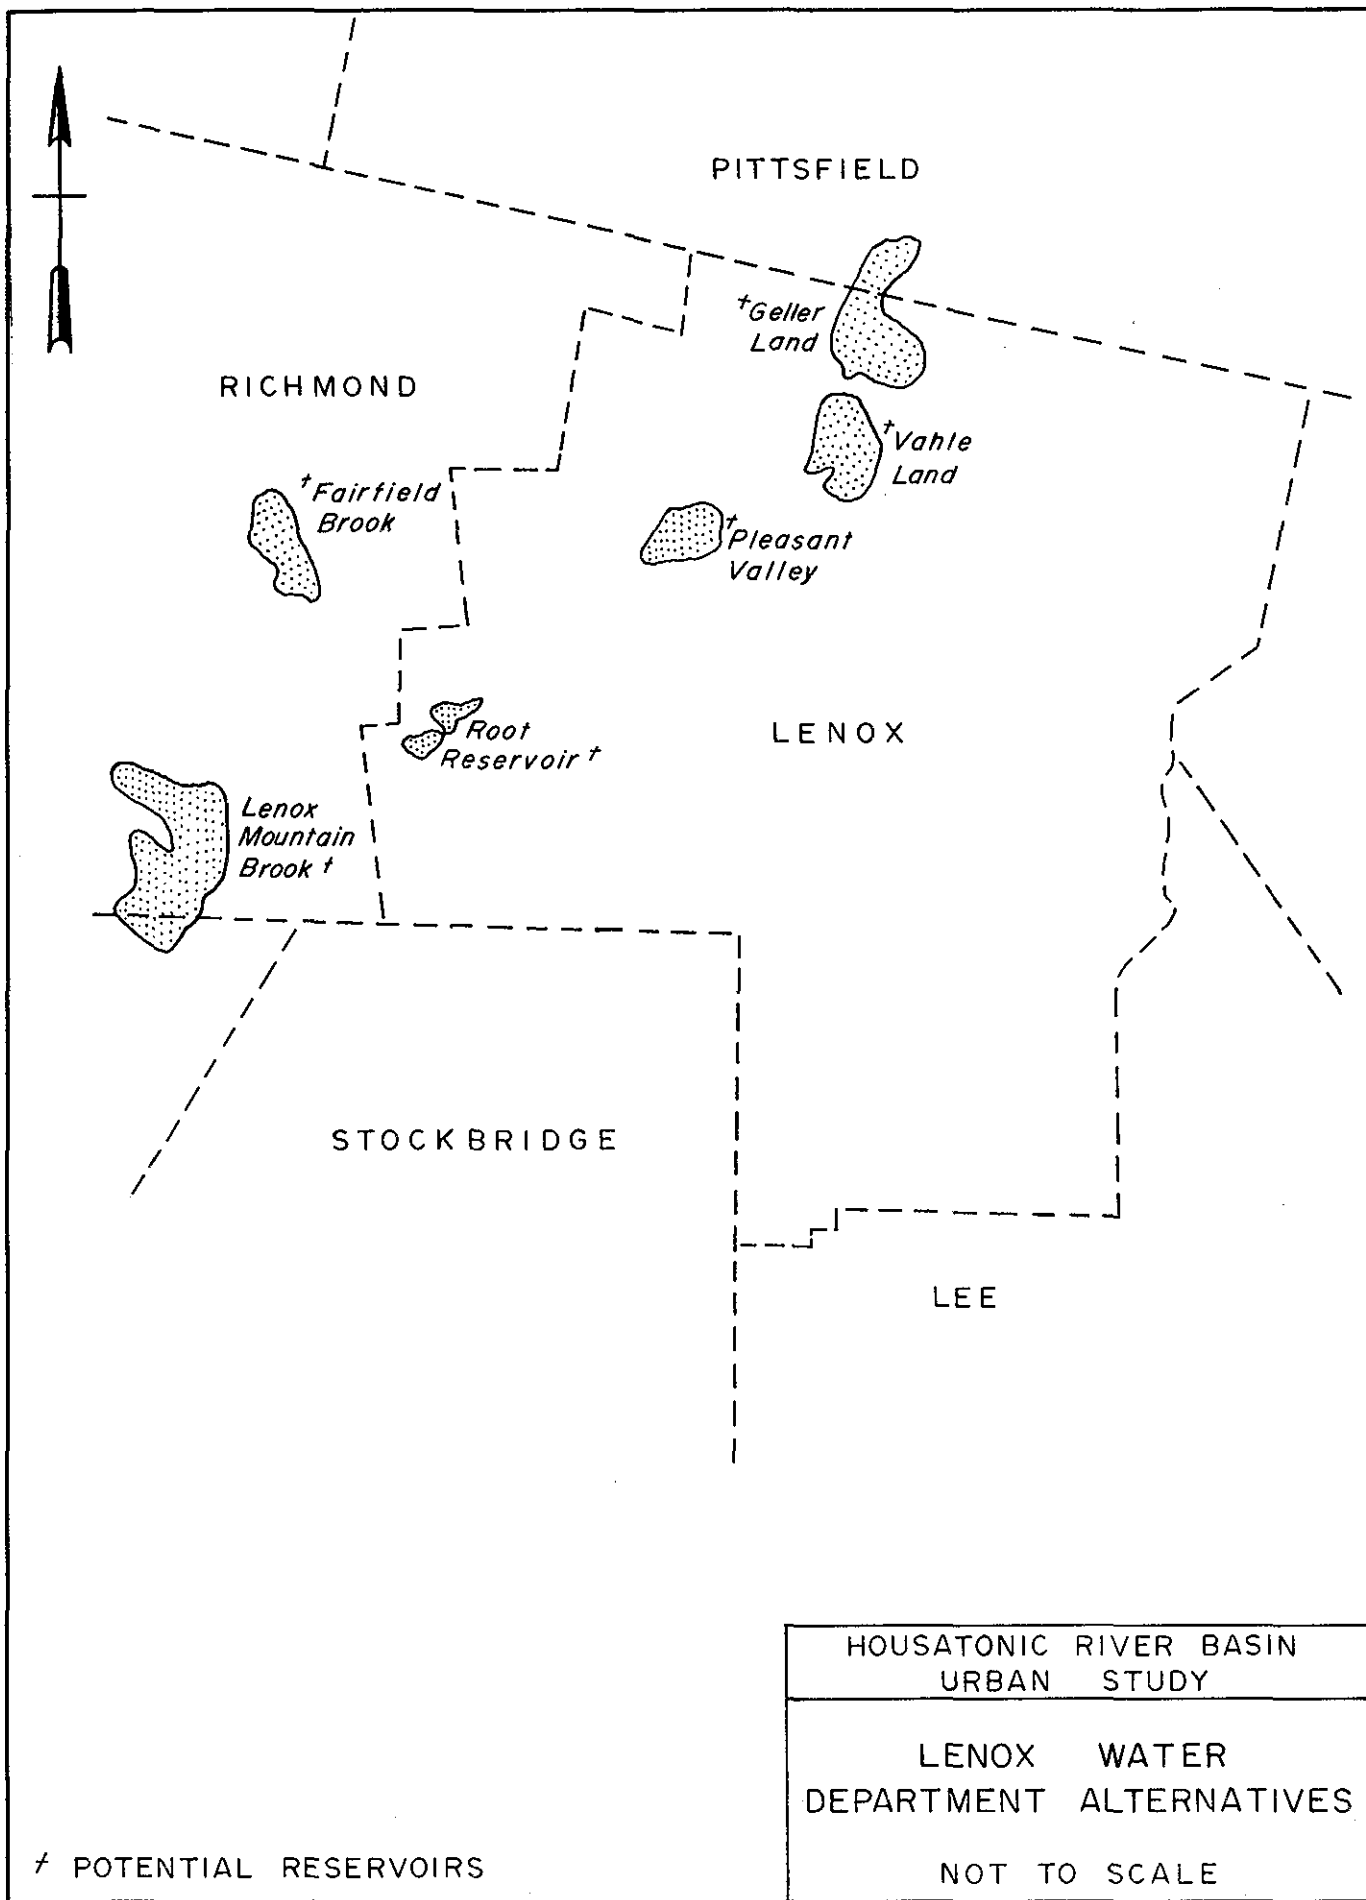 PITTSFIELD
†Geller
Land
RICHMOND
†Vahle
Land
†Fairfield
Brook
†Pleasant
Valley
LENOX
Root
Reservoir†
Lenox
Mountain
Brook†
STOCKBRIDGE
LEE
HOUSATONIC RIVER BASIN
URBAN STUDY
LENOX WATER
DEPARTMENT ALTERNATIVES
NOT TO SCALE
† POTENTIAL RESERVOIRS